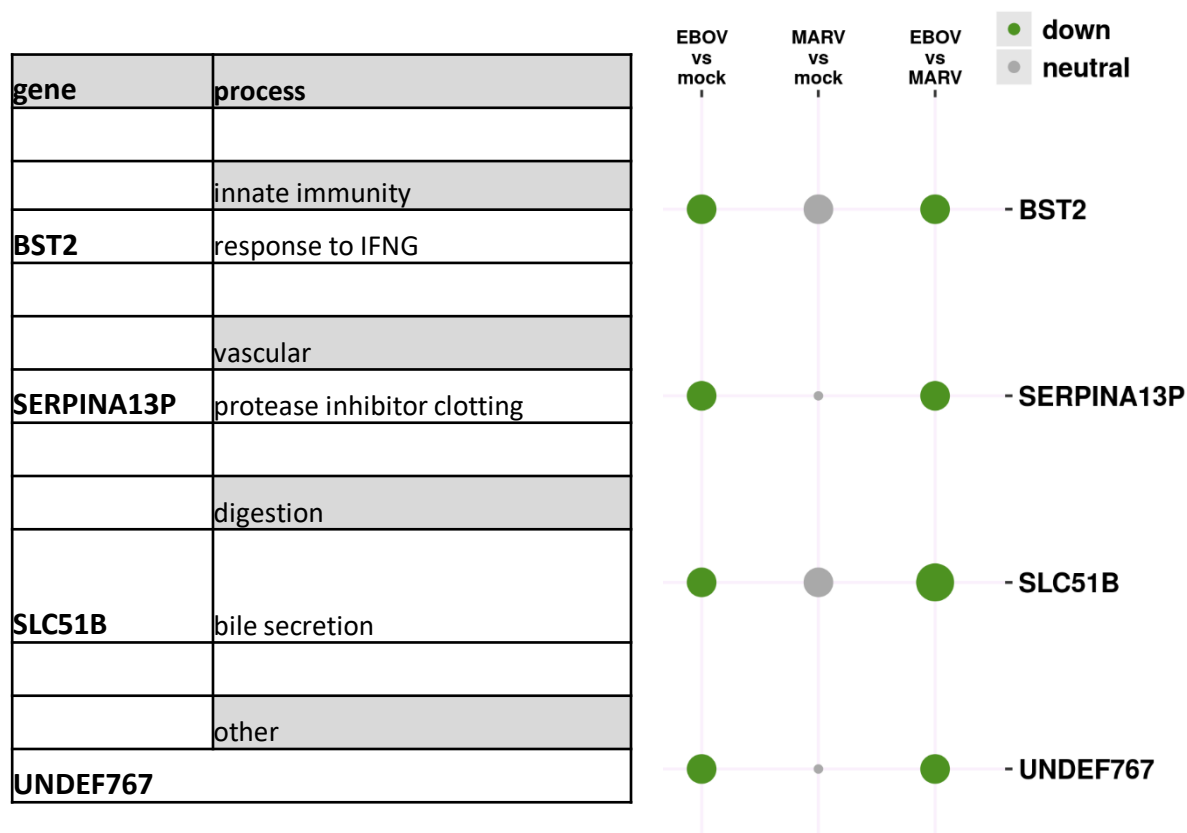 gene process
innate immunity
BST2 response to IFNG
vascular
SERPINA13P protease inhibitor clotting
digestion
SLC51B bile secretion
other
UNDEF767
EBOV
vs
mock
MARV
vs
mock
EBOV
vs
MARV
down
neutral
BST2
SERPINA13P
SLC51B
UNDEF767